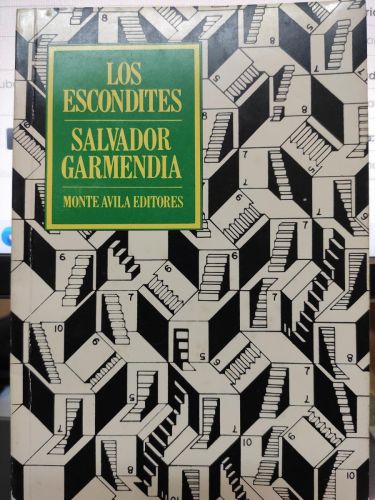 LOS
ESCONDITES
SALVADOR
GARMENDIA
MONTE AVILA EDITORES